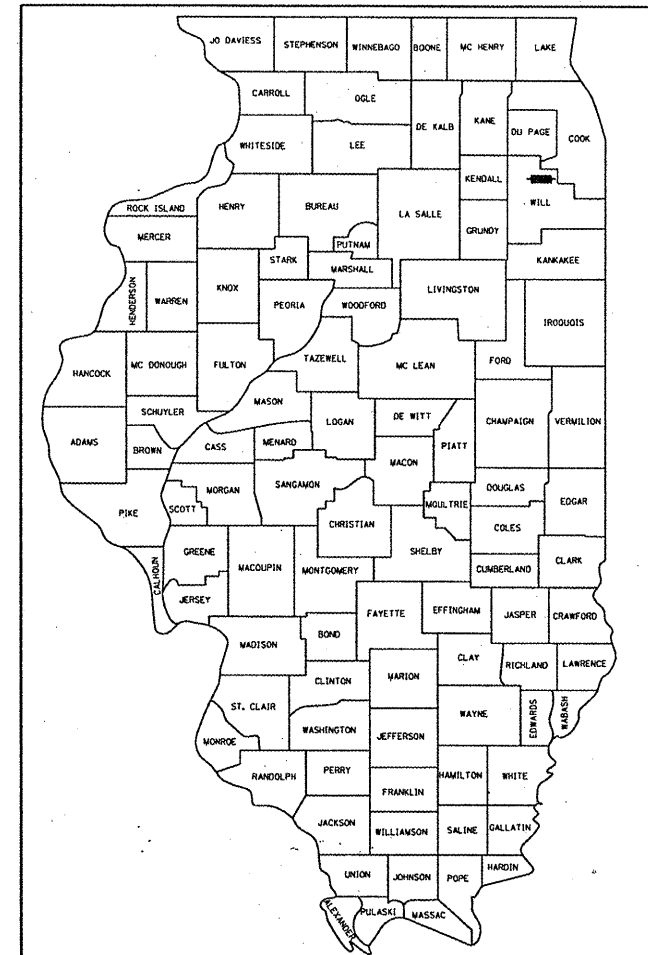 JO DAVIESS
STEPHENSON
WINNEBAGO
BOONE
MC HENRY
LAKE
CARROLL
OGLE
DE KALB
KANE
DU PAGE
COOK
WHITESIDE
LEE
KENDALL
WILL
ROCK ISLAND
HENRY
BUREAU
LA SALLE
GRUNDY
MERCER
PUTNAM
STARK
MARSHALL
KANKAKEE
HENDERSON
WARREN
KNOX
PEORIA
WOODFORD
LIVINGSTON
IROQUOIS
HANCOCK
MC DONOUGH
FULTON
TAZEWELL
MC LEAN
FORD
SCHUYLER
MASON
LOGAN
DE WITT
CHAMPAIGN
VERMILION
ADAMS
BROWN
CASS
MENARD
PIATT
MACON
PIKE
SCOTT
MORGAN
SANGAMON
CHRISTIAN
MOULTRIE
DOUGLAS
EDGAR
COLES
CALHOUN
GREENE
MACOUPIN
MONTGOMERY
SHELBY
CUMBERLAND
CLARK
JERSEY
FAYETTE
EFFINGHAM
JASPER
CRAWFORD
MADISON
BOND
CLAY
RICHLAND
LAWRENCE
CLINTON
MARION
ST. CLAIR
WAYNE
EDWARDS
WABASH
WASHINGTON
JEFFERSON
MONROE
RANDOLPH
PERRY
HAMILTON
WHITE
FRANKLIN
JACKSON
WILLIAMSON
SALINE
GALLATIN
UNION
JOHNSON
POPE
HARDIN
ALEXANDER
PULASKI
MASSAC